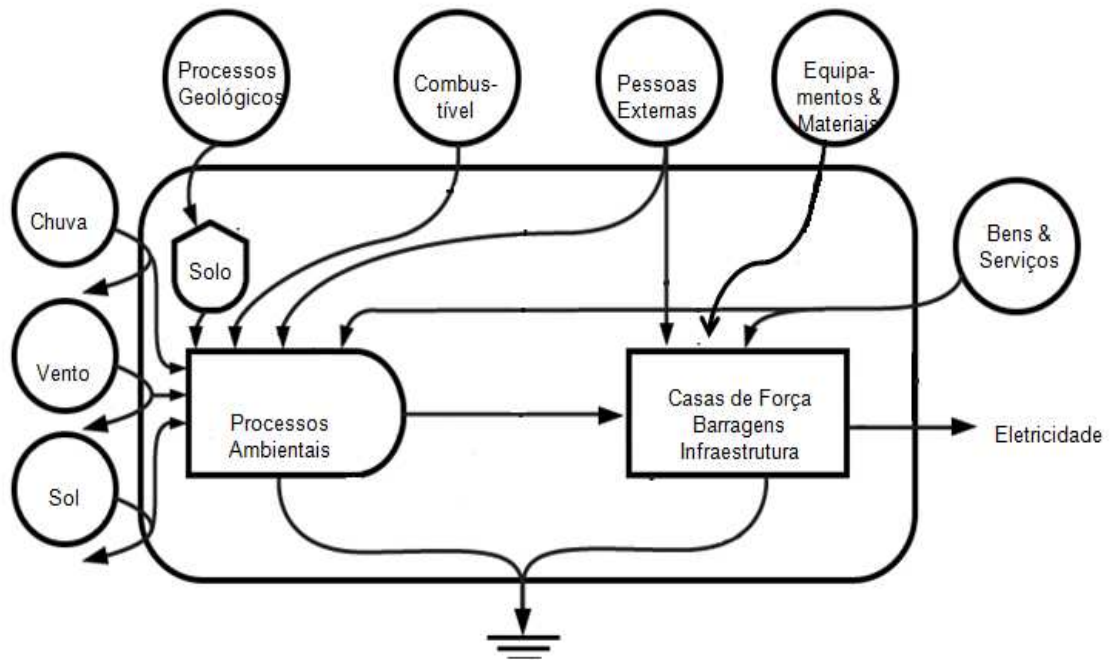 Processos
Geológicos
Combus-
tível
Pessoas
Externas
Equipa-
mentos &
Materiais
Chuva
Solo
Bens &
Serviços
Vento
Processos
Ambientais
Casas de Força
Barragens
Infraestrutura
Eletricidade
Sol